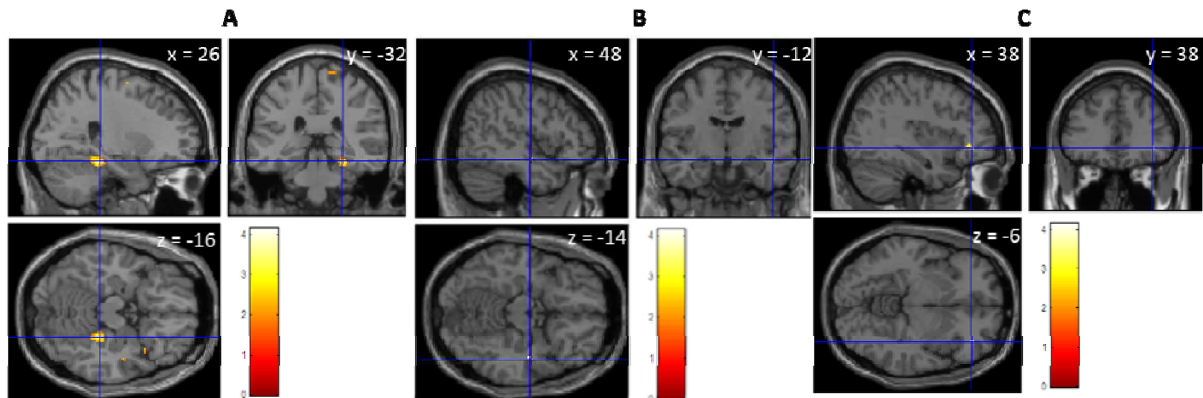 A
B
C
x = 26
y = -32
x = 48
y = -12
x = 38
y = 38
z = -16
4
3
2
1
0
z = -14
4
3
2
1
0
z = -6
4
3
2
1
0